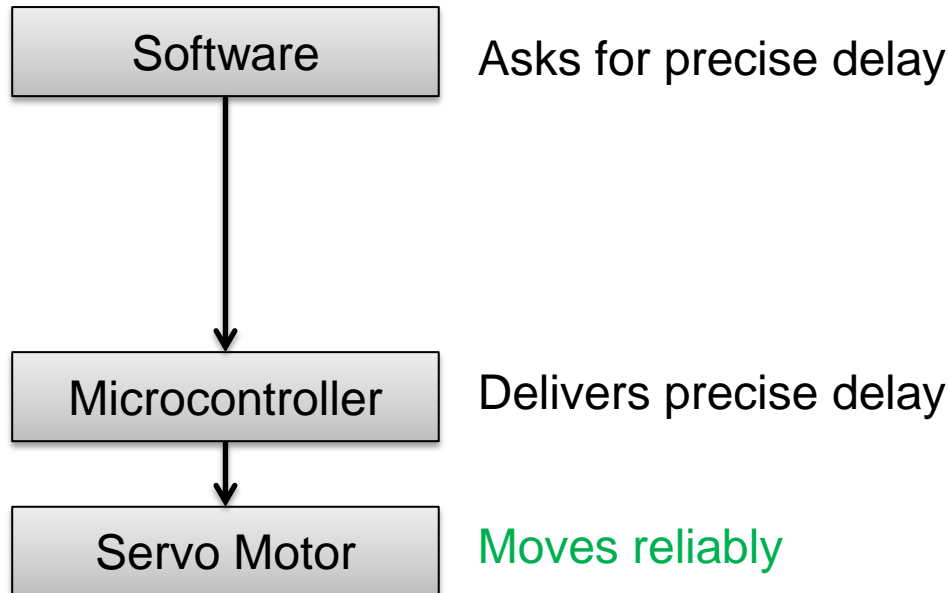 Software
Asks for precise delay
Microcontroller
Delivers precise delay
Servo Motor
Moves reliably